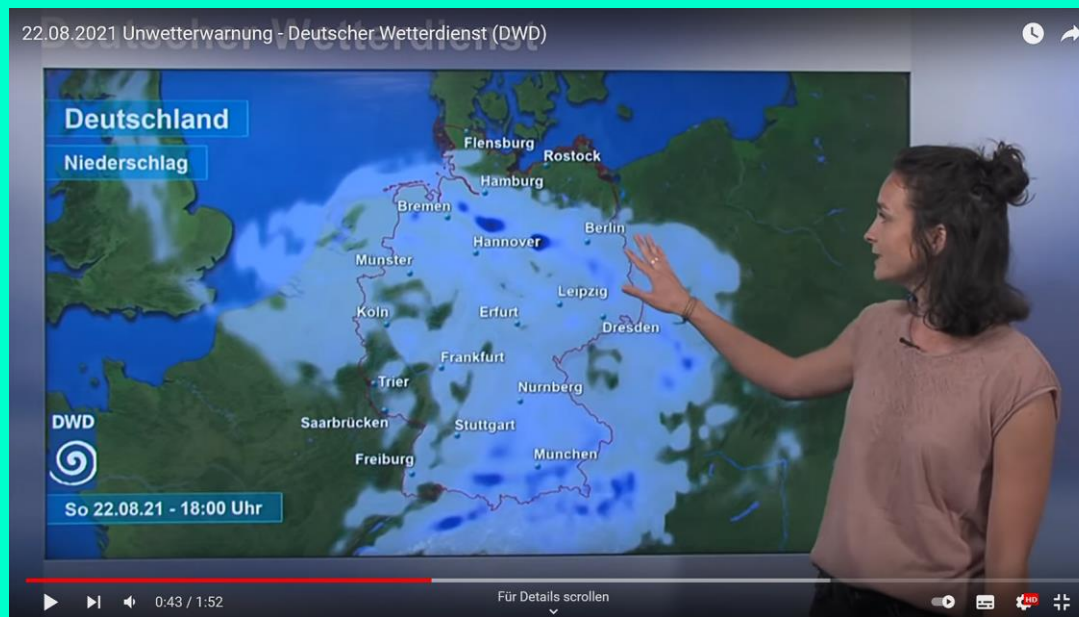 Deutscher Wetterdienst
22.08.2021 Unwetterwarnung - Deutscher Wetterdienst (DWD)
Deutschland
Niederschlag
Flensburg
Rostock
Hamburg
Bremen
Berlin
Hannover
Munster
Leipzig
Koln
Erfurt
Dresden
Frankfurt
Trier
Nurnberg
DWD
Saarbrücken
Stuttgart
Freiburg
Munchen
So 22.08.21 - 18:00 Uhr
0:43 / 1:52
Für Details scrollen
HD